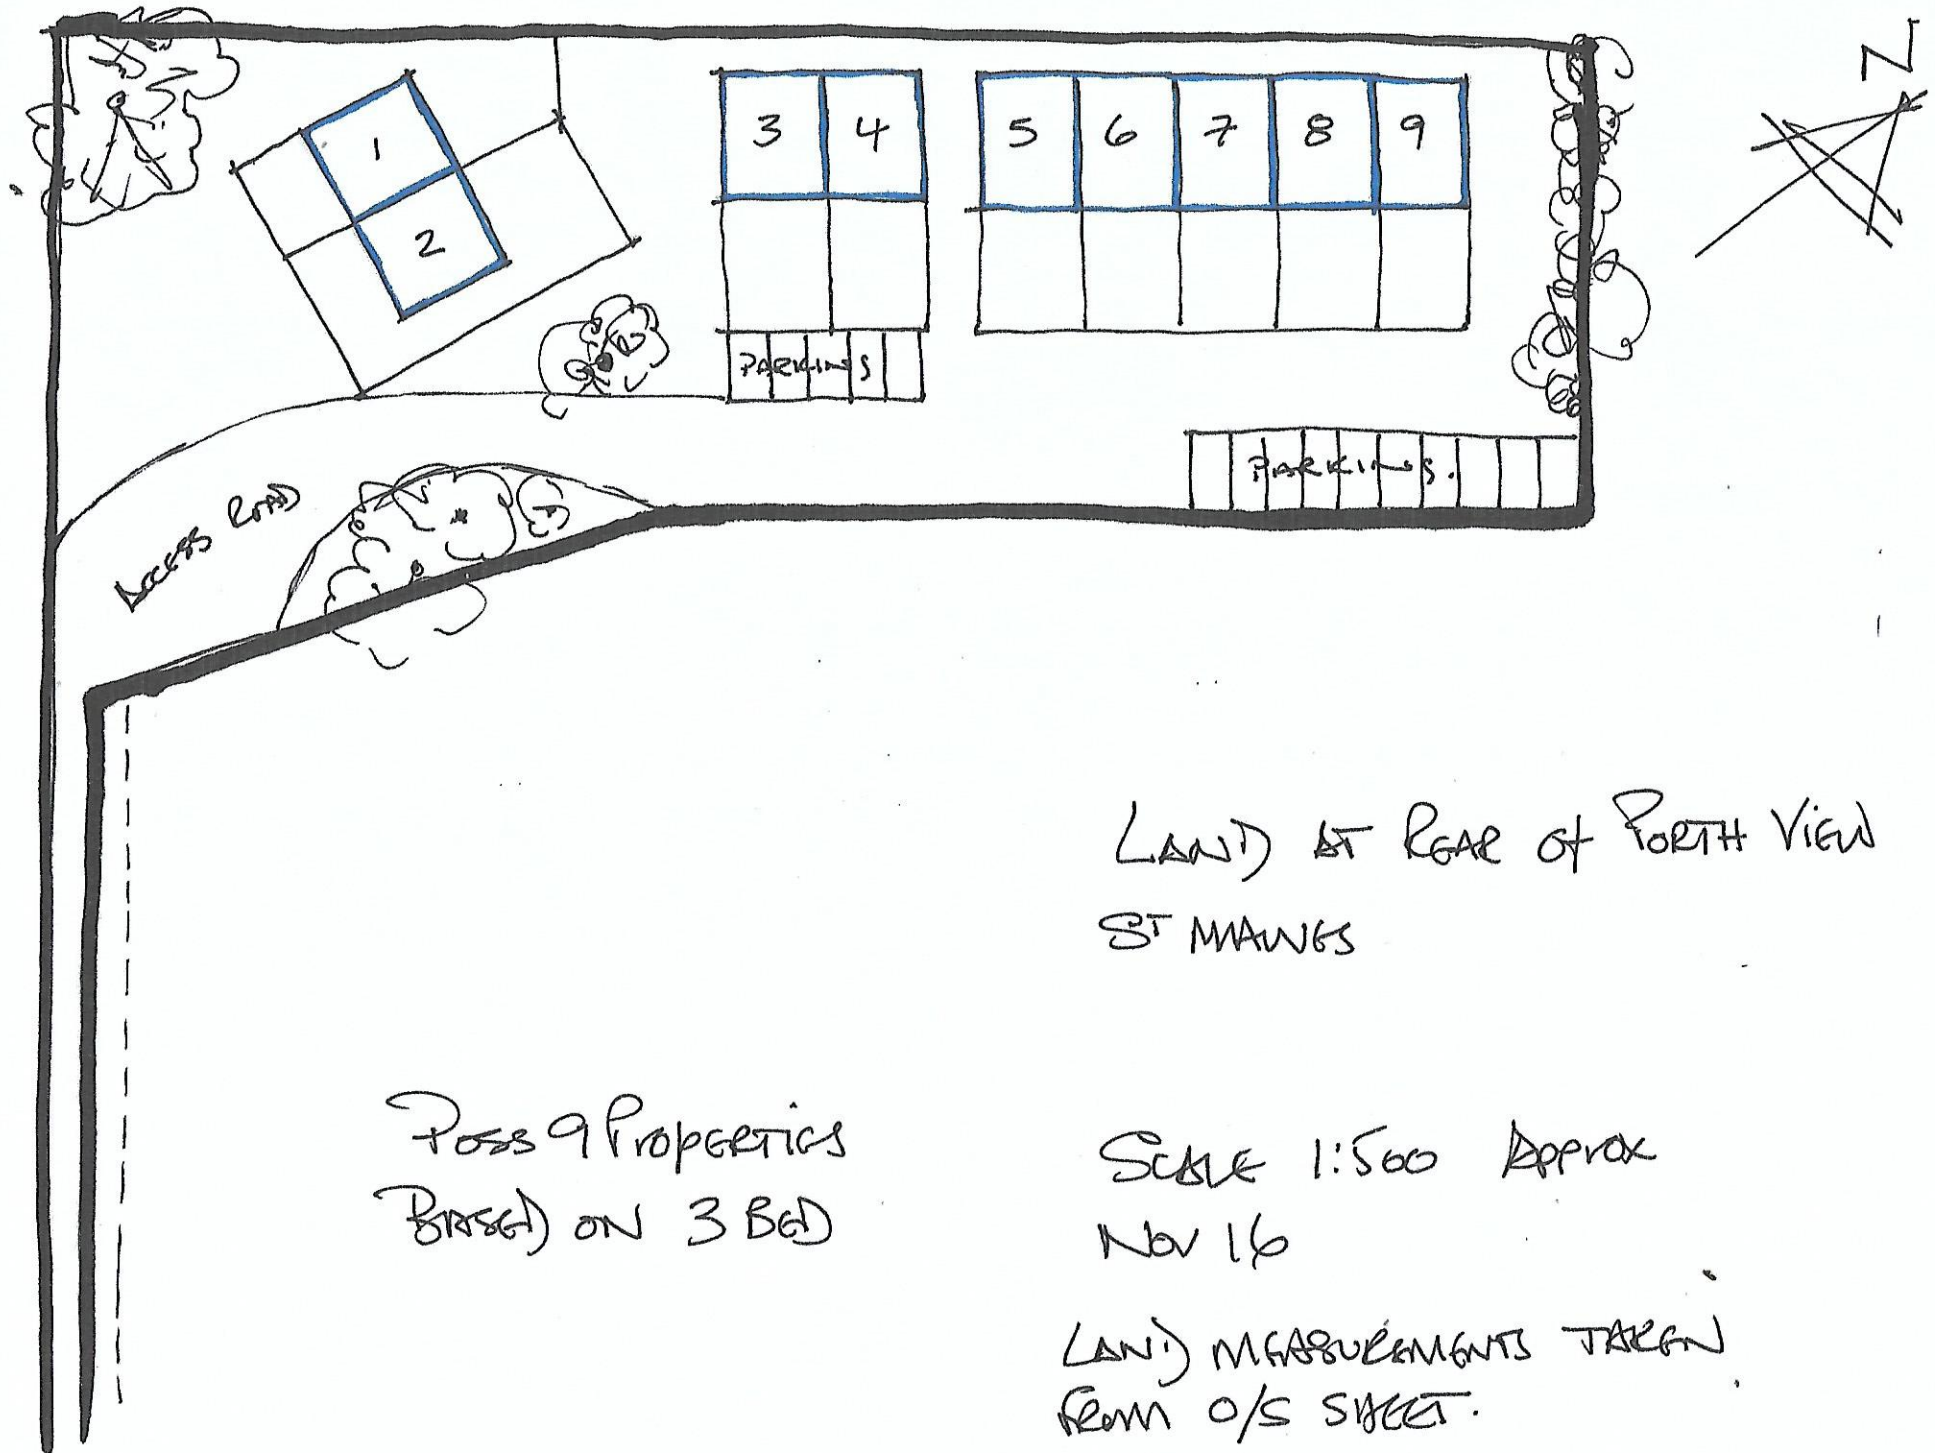 N
1
2
3 4
5 6 7 8 9
PARKING
PARKING.
ACCESS ROAD
LAND AT REAR Of PORTH VIEW
ST MAWES
POSS 9 PROPERTIES
BASED ON 3 BED
SCALE 1:500 APProx
Nov 16
LAND MEASUREMENTS TAKEN
From O/S SHEET.